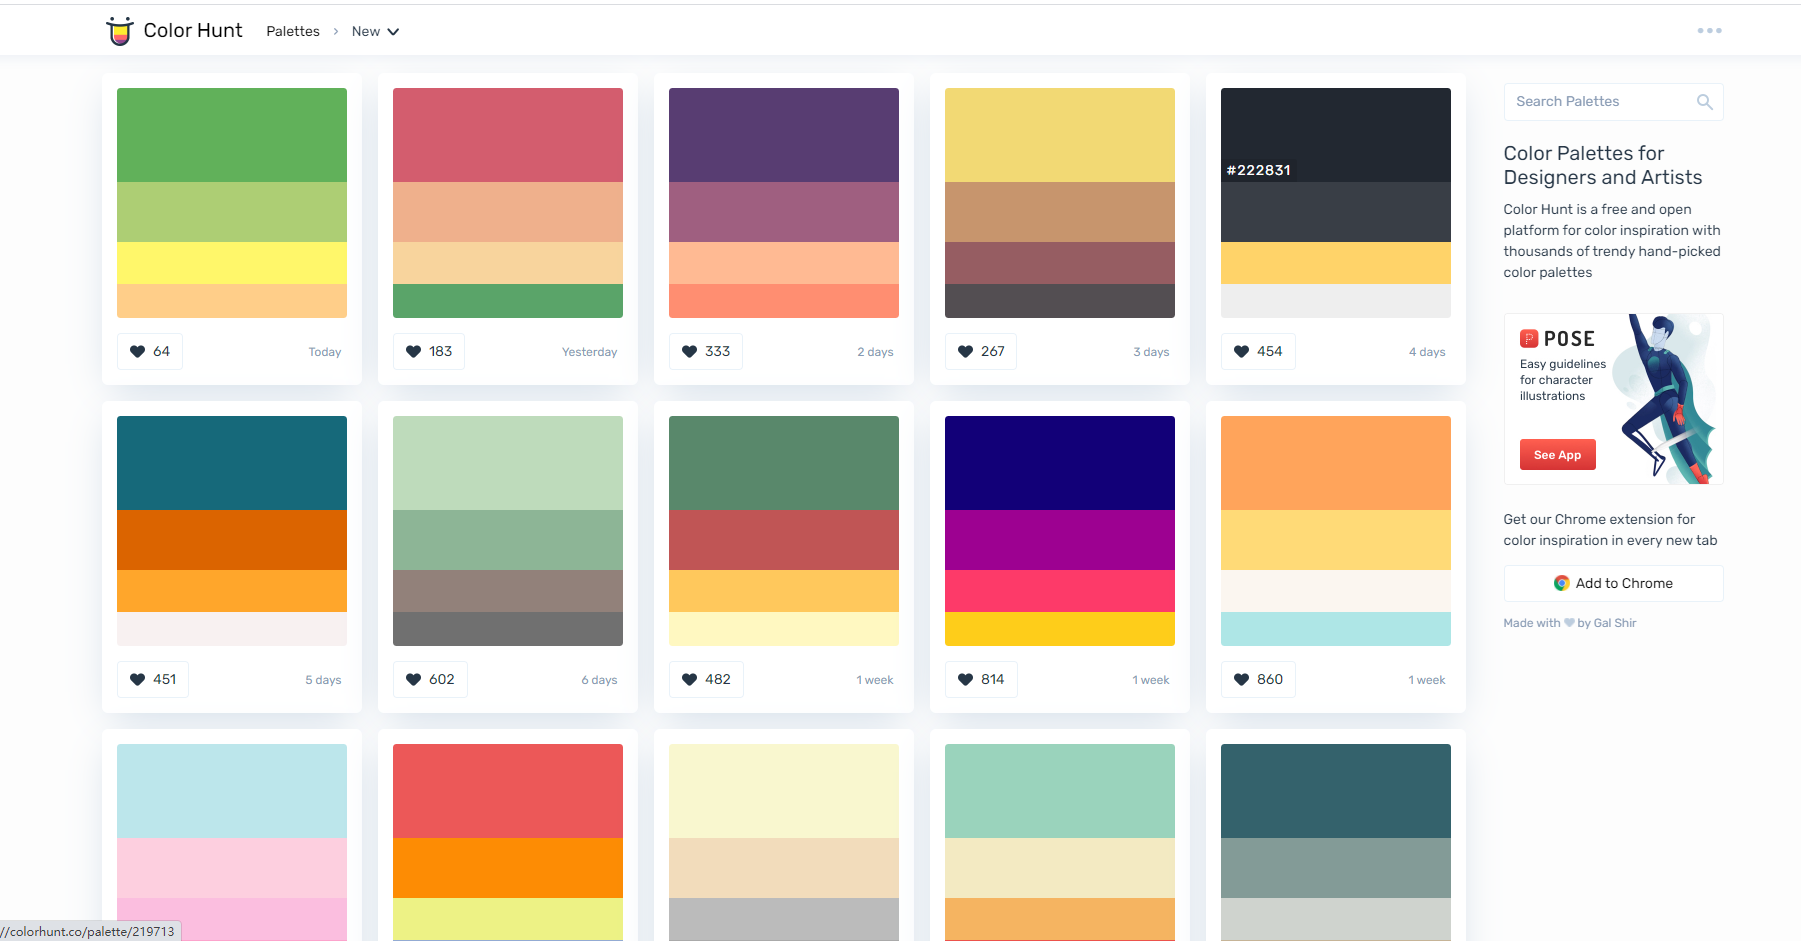 Color Hunt
Palettes
New
#222831
64
Today
183
Yesterday
333
2 days
267
3 days
454
4 days
451
5 days
602
6 days
482
1 week
814
1 week
860
1 week
Search Palettes
Color Palettes for
Designers and Artists
Color Hunt is a free and open
platform for color inspiration with
thousands of trendy hand-picked
color palettes
P POSE
Easy guidelines
for character
illustrations
See App
Get our Chrome extension for
color inspiration in every new tab
Add to Chrome
Made with by Gal Shir
//colorhunt.co/palette/219713